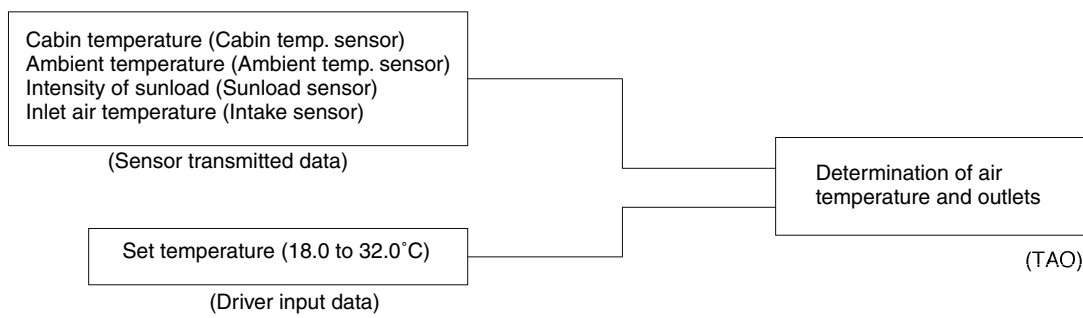 Cabin temperature (Cabin temp. sensor)
Ambient temperature (Ambient temp. sensor)
Intensity of sunload (Sunload sensor)
Inlet air temperature (Intake sensor)
(Sensor transmitted data)
Set temperature (18.0 to 32.0˚C)
(Driver input data)
Determination of air
temperature and outlets
(TAO)